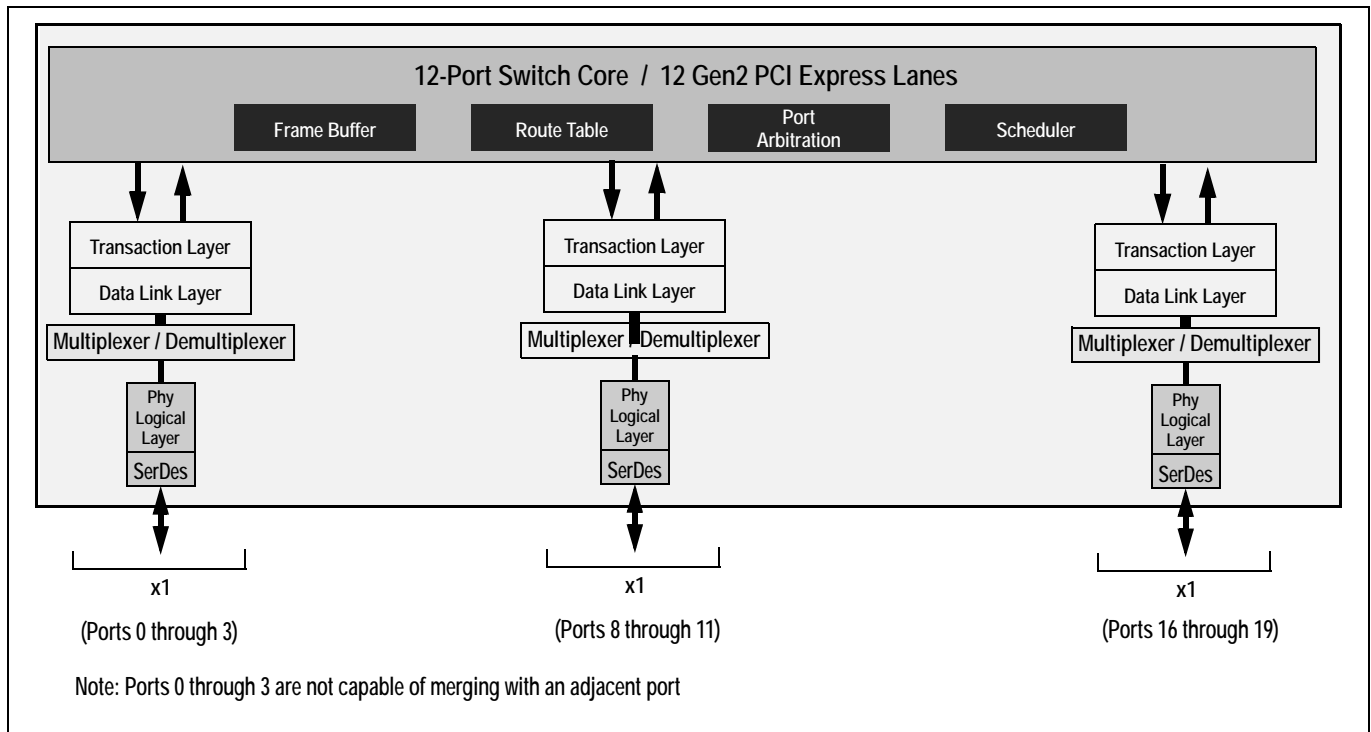 12-Port Switch Core / 12 Gen2 PCI Express Lanes
Frame Buffer
Route Table
Port
Arbitration
Scheduler
Transaction Layer
Data Link Layer
Multiplexer / Demultiplexer
Phy
Logical
Layer
SerDes
x1
(Ports 0 through 3)
Transaction Layer
Data Link Layer
Multiplexer / Demultiplexer
Phy
Logical
Layer
SerDes
x1
(Ports 8 through 11)
Transaction Layer
Data Link Layer
Multiplexer / Demultiplexer
Phy
Logical
Layer
SerDes
x1
(Ports 16 through 19)
Note: Ports 0 through 3 are not capable of merging with an adjacent port